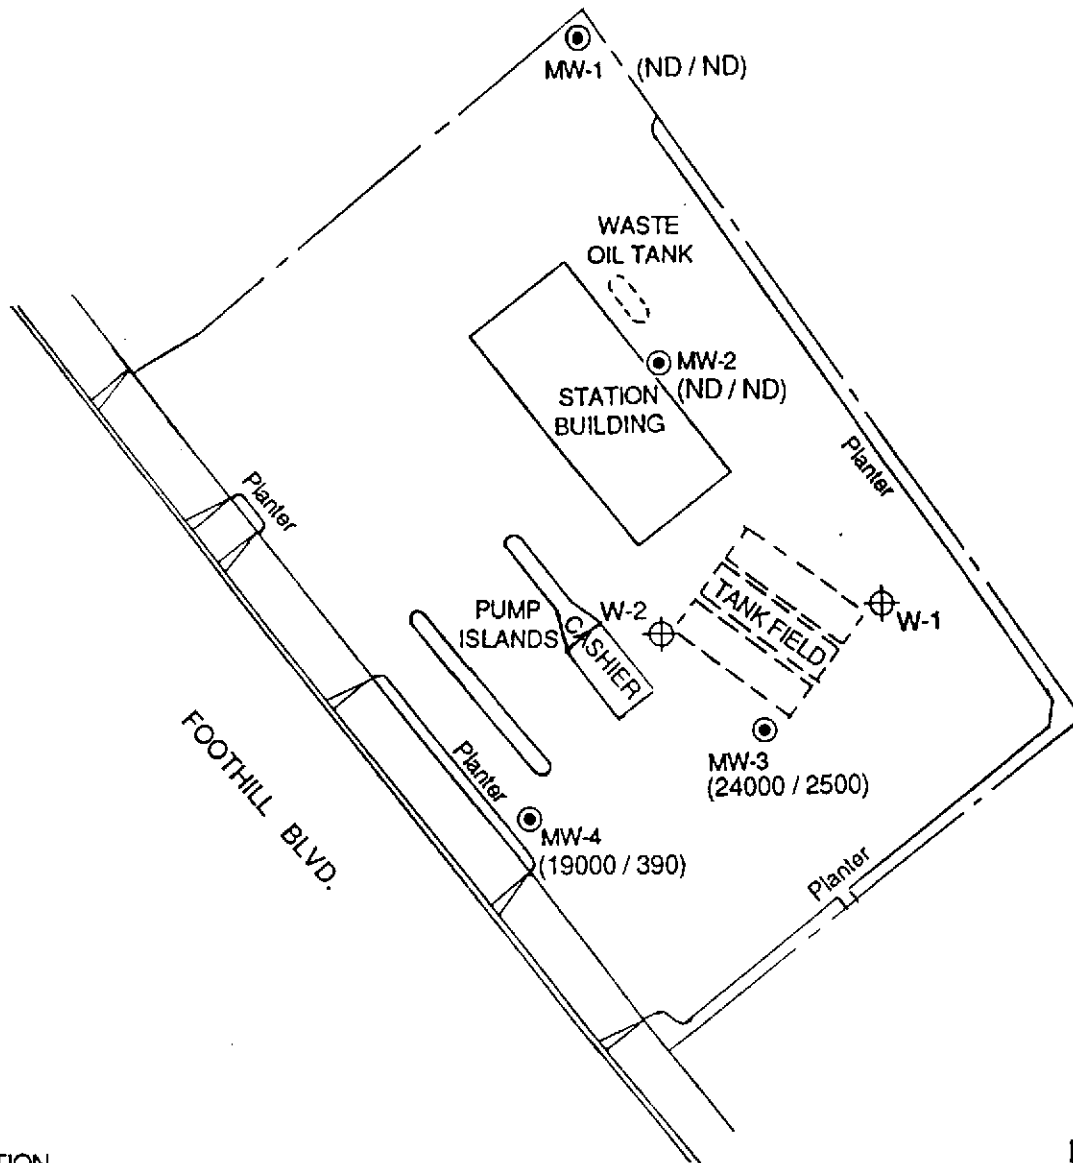 MW-1 (ND / ND)
WASTE
OIL TANK
MW-2
(ND / ND)
STATION
BUILDING
Planter
Planter
TANK FIELD
W-1
PUMP
ISLANDS
W-2
CASHIER
MW-3
(24000 / 2500)
FOOTHILL BLVD.
Planter
MW-4
(19000 / 390)
Planter